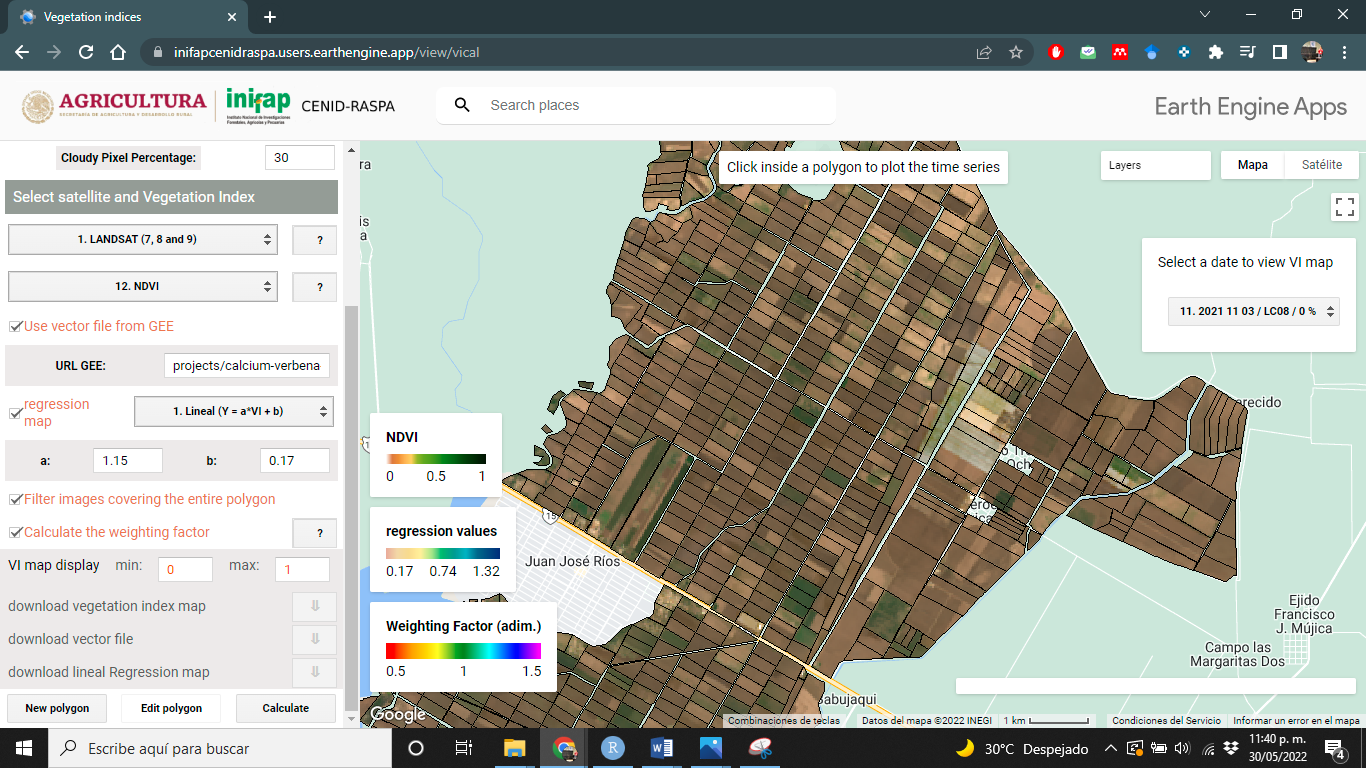 Vegetation indices
inifapcenidraspa.users.earthengine.app/view/vical
AGRICULTURA
SECRETARÍA DE AGRICULTURA Y DESARROLLO RURAL
inifap
Instituto Nacional de Investigaciones
Forestales, Agrícolas y Pecuarias
CENID-RASPA
Search places
Earth Engine Apps
Cloudy Pixel Percentage:
30
Select satellite and Vegetation Index
1. LANDSAT (7, 8 and 9)
?
12. NDVI
?
Use vector file from GEE
URL GEE:
projects/calcium-verbena
regression
map
1. Lineal (Y = a*VI + b)
a:
1.15
b:
0.17
Filter images covering the entire polygon
Calculate the weighting factor
?
VI map display
min:
0
max:
1
download vegetation index map
download vector file
download lineal Regression map
New polygon
Edit polygon
Calculate
Click inside a polygon to plot the time series
Layers
Mapa
Satélite
Select a date to view VI map
11. 2021 11 03 / LC08 / 0 %
NDVI
0 0.5 1
regression values
0.17 0.74 1.32
Weighting Factor (adim.)
0.5 1 1.5
15
Juan José Ríos
Ejido
Francisco
J. Mújica
Campo las
Margaritas Dos
Google
Combinaciones de teclas
Datos del mapa ©2022 INEGI
1 km
Condiciones del Servicio
Informar un error en el mapa
Escribe aquí para buscar
R
W
30°C Despejado
11:40 p. m.
30/05/2022
4